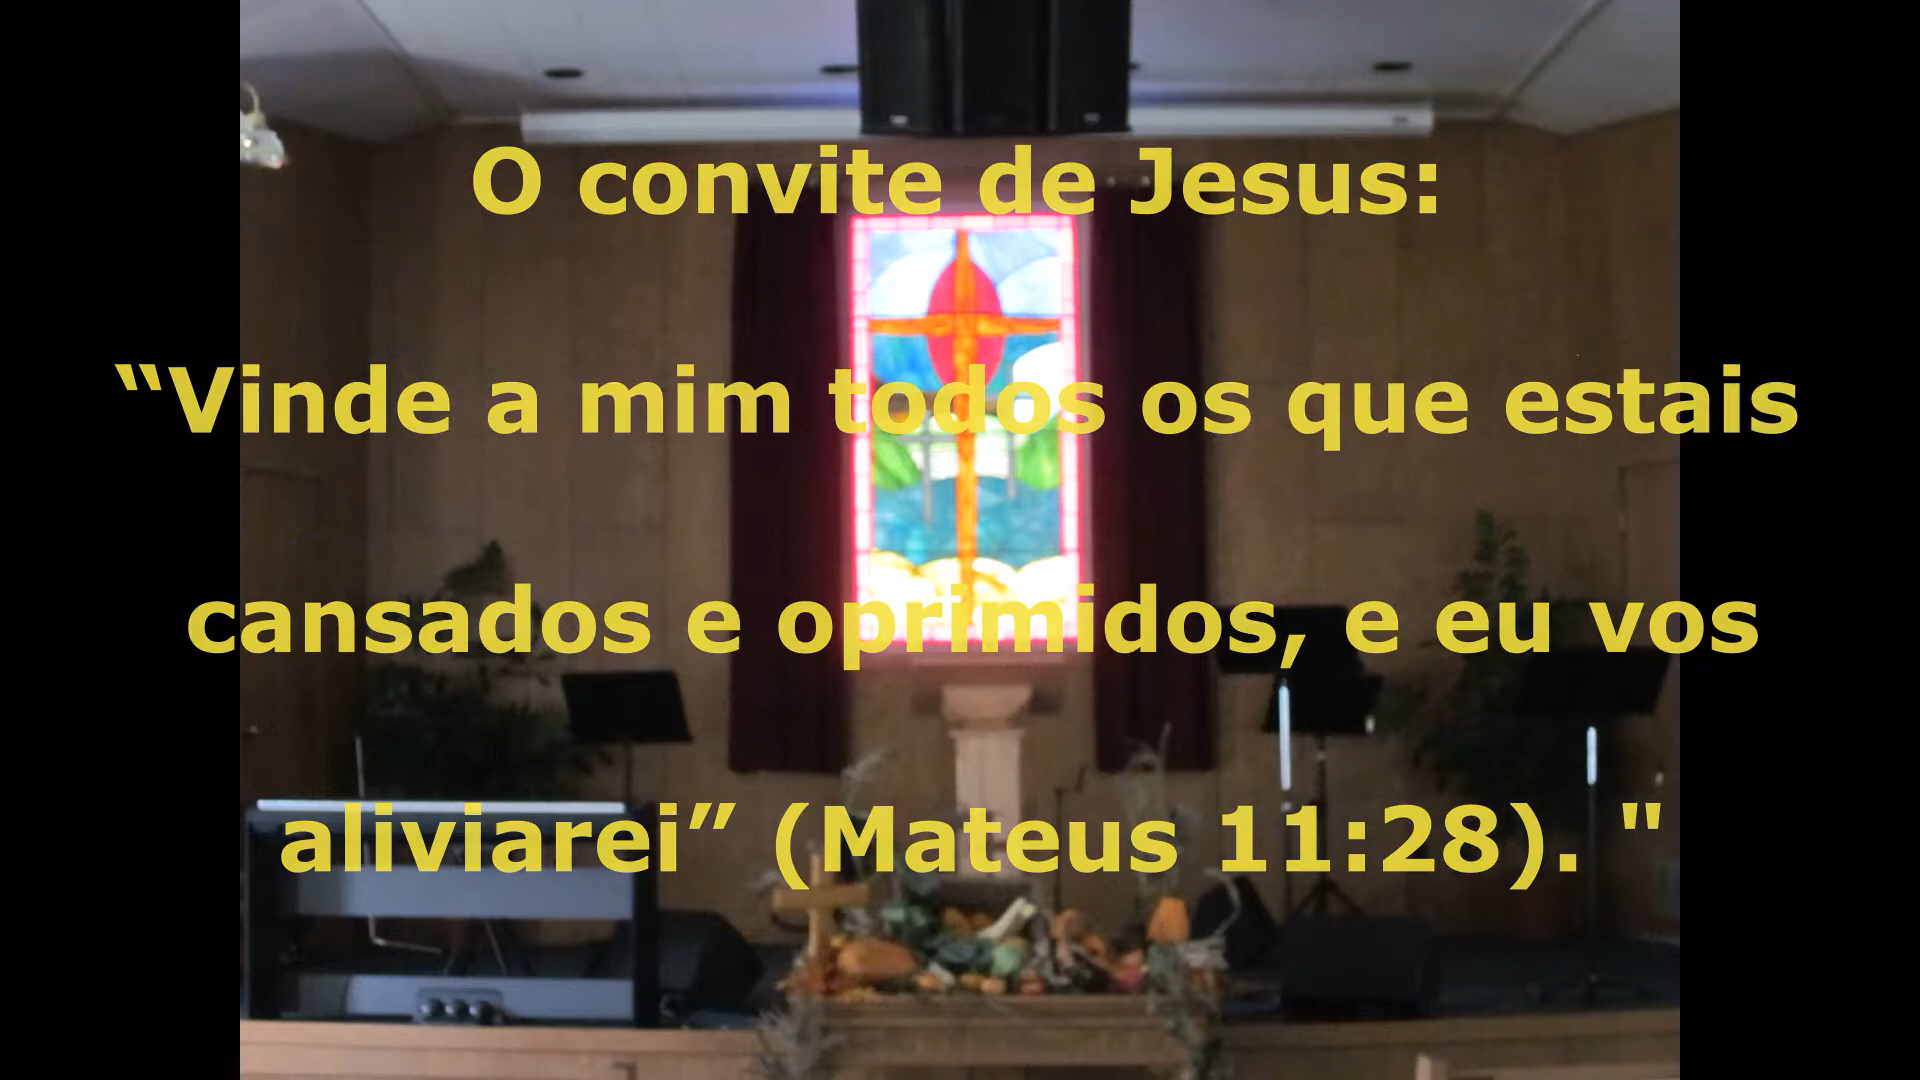 O convite de Jesus:
“Vinde a mim todos os que estais
cansados e oprimidos, e eu vos
aliviarei” (Mateus 11:28). "